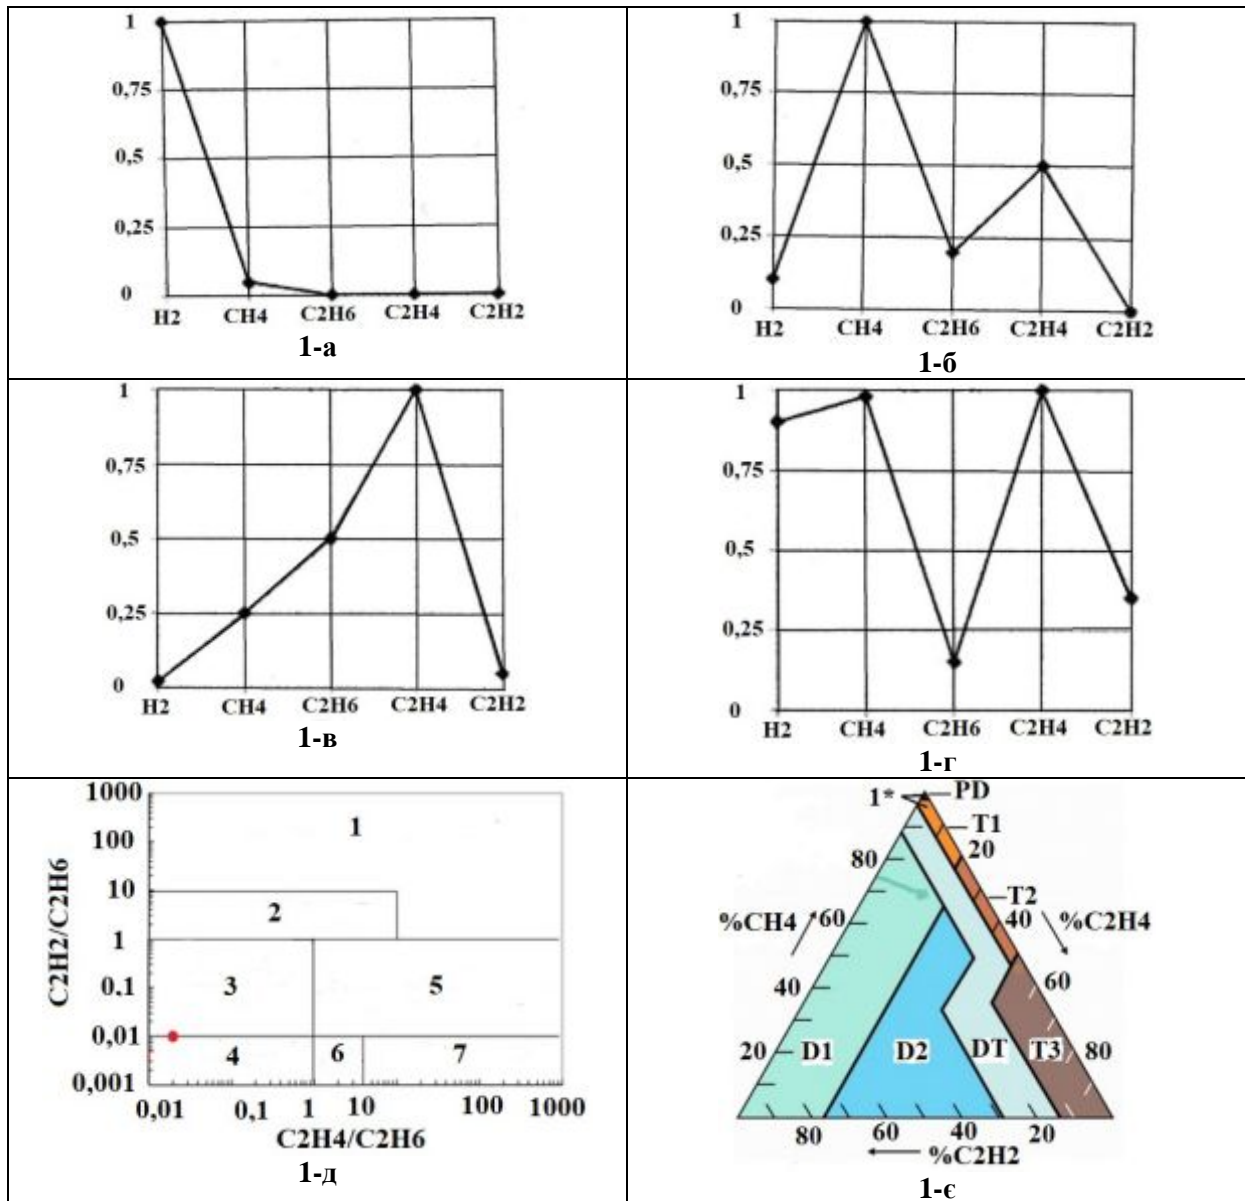 1
0,75
0,5
0,25
0
H2 CH4 C2H6 C2H4 C2H2
1-а
1
0,75
0,5
0,25
0
H2 CH4 C2H6 C2H4 C2H2
1-б
1
0,75
0,5
0,25
0
H2 CH4 C2H6 C2H4 C2H2
1-в
1
0,75
0,5
0,25
0
H2 CH4 C2H6 C2H4 C2H2
1-г
C2H2/C2H6
1000
100
10
1
0.1
0,01
0,001
1
2
3
5
4 6 7
0,01 0,1 1 10 100 1000
C2H4/C2H6
1-д
1* PD
T1
80 20
T2
%CH4 60 40 %C2H4
40 60
20 D1 D2 DT T3 80
80 60 40 20
%C2H2
1-є